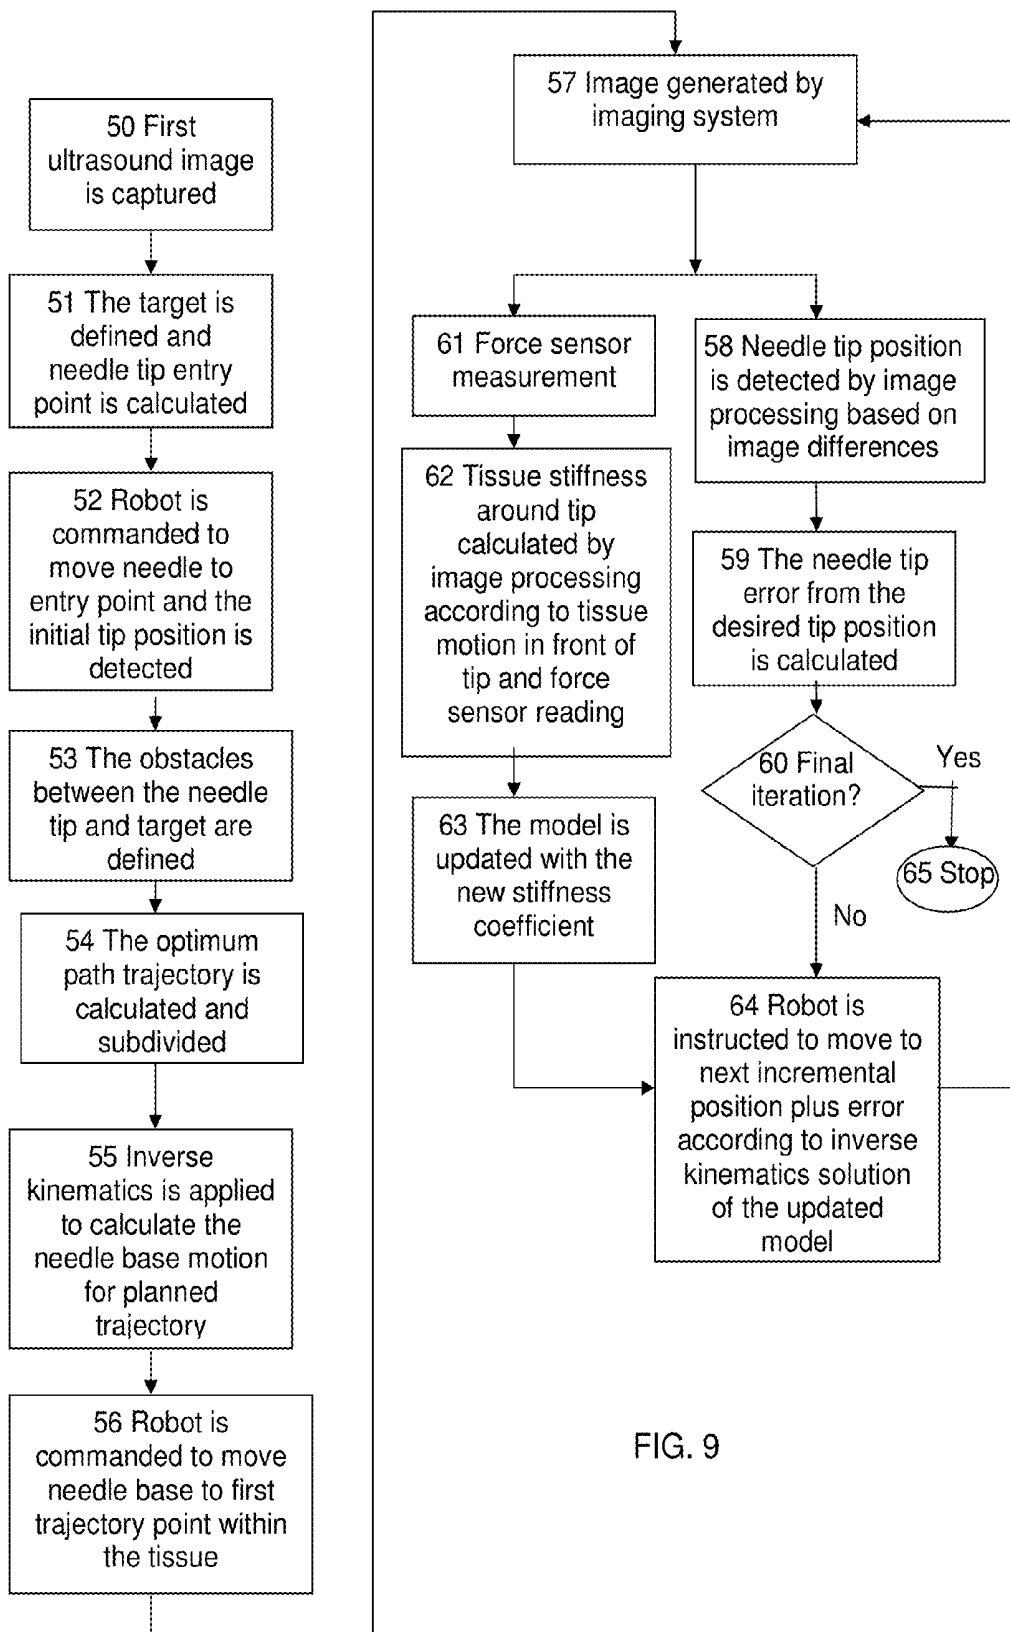 50 First
ultrasound image
is captured
51 The target is
defined and
needle tip entry
point is calculated
52 Robot is
commanded to
move needle to
entry point and the
initial tip position is
detected
53 The obstacles
between the needle
tip and target are
defined
54 The optimum
path trajectory is
calculated and
subdivided
55 Inverse
kinematics is applied
to calculate the
needle base motion
for planned
trajectory
56 Robot is
commanded to move
needle base to first
trajectory point within
the tissue
57 Image generated by
imaging system
61 Force sensor
measurement
62 Tissue stiffness
around tip
calculated by
image processing
according to tissue
motion in front of
tip and force
sensor reading
63 The model is
updated with the
new stiffness
coefficient
58 Needle tip position
is detected by image
processing based on
image differences
59 The needle tip
error from the
desired tip position
is calculated
60 Final
iteration?
Yes
65 Stop
No
64 Robot is
instructed to move to
next incremental
position plus error
according to inverse
kinematics solution
of the updated
model
FIG. 9